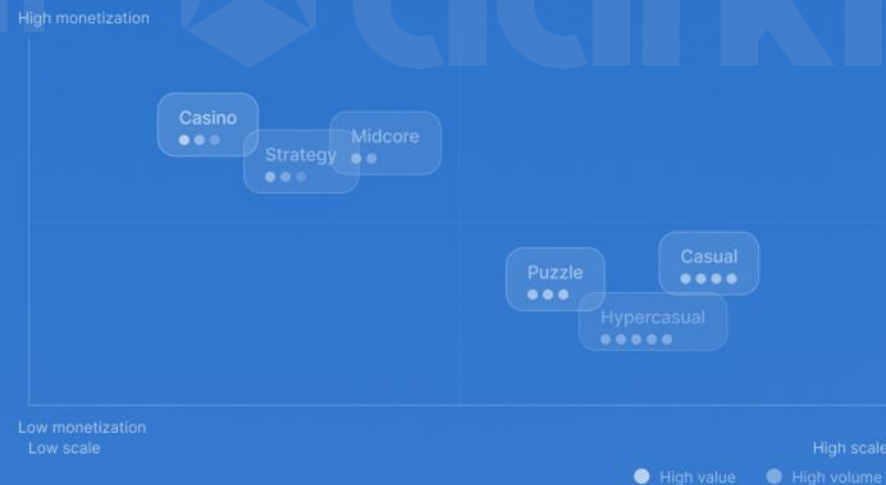 High monetization
Casino
Midcore
Strategy
Casual
Puzzle
Hypercasual
Low monetization
Low scale
High scale
High value
High volume